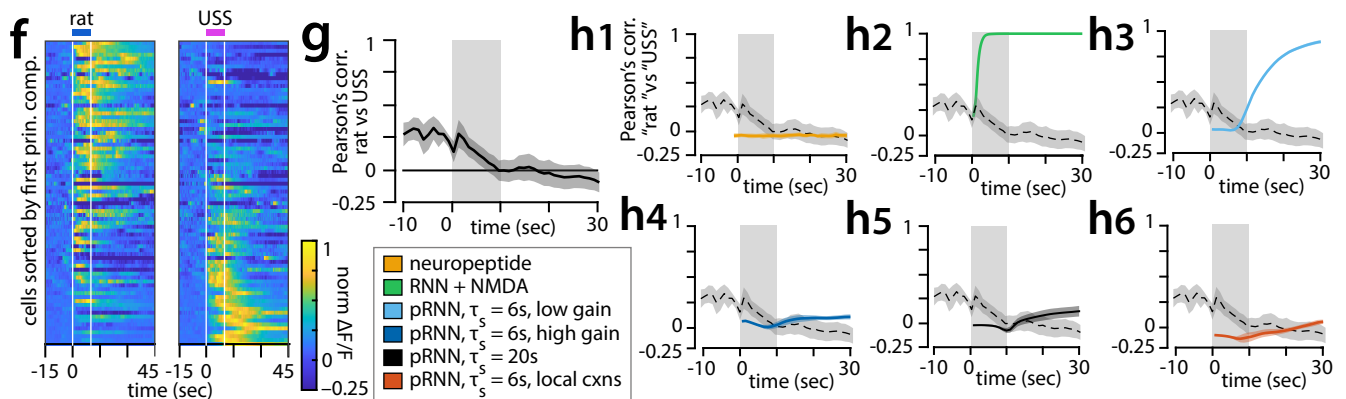 f
rat
USS
cells sorted by first prin. comp.
-15
0
45
-15
0
45
time (sec)
1
0
−0.25
norm ΔF/F
g
Pearson's corr.
rat vs USS
1
0
-0.25
-10
0
30
time (sec)
neuropeptide
RNN + NMDA
pRNN, τs = 6s, low gain
pRNN, τs = 6s, high gain
pRNN, τs = 20s
pRNN, τs = 6s, local cxns
h1
Pearson's corr.
"rat "vs "USS"
1
0
-0.25
-10
0
30
time (sec)
h2
1
0
-0.25
-10
0
30
time (sec)
h3
1
0
-0.25
-10
0
30
time (sec)
h4
1
0
-0.25
-10
0
30
time (sec)
h5
1
0
-0.25
-10
0
30
time (sec)
h6
1
0
-0.25
-10
0
30
time (sec)